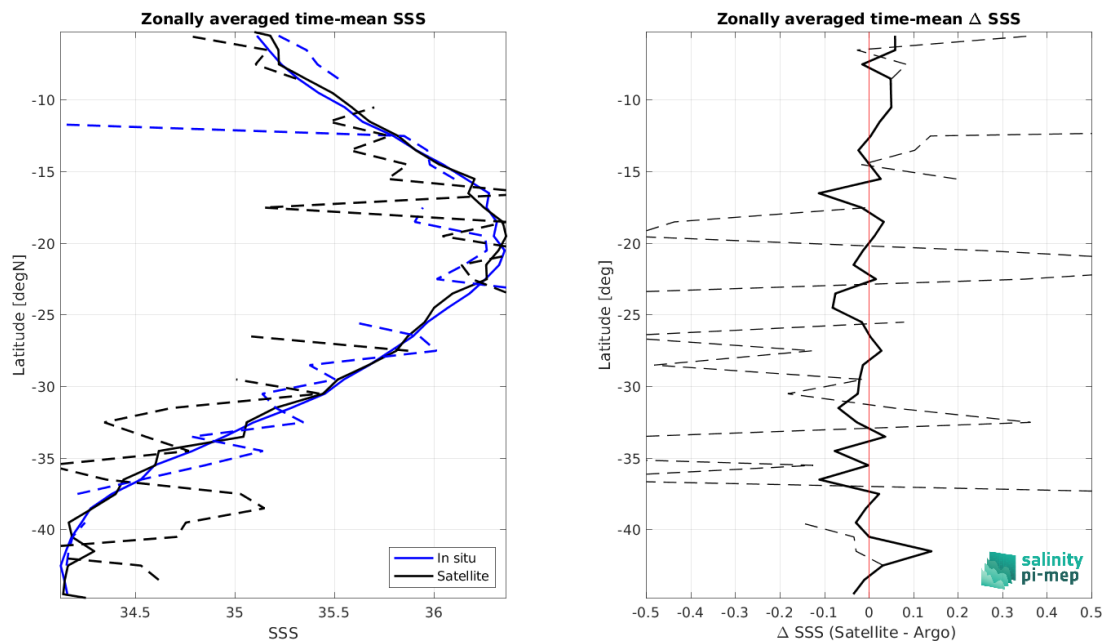 Zonally averaged time-mean SSS
Latitude [degN]
-10
-15
-20
-25
-30
-35
-40
34.5
35
35.5
36
SSS
In situ
Satellite
Zonally averaged time-mean Δ SSS
Latitude [deg]
-10
-15
-20
-25
-30
-35
-40
-0.5
-0.4
-0.3
-0.2
-0.1
0
0.1
0.2
0.3
0.4
0.5
Δ SSS (Satellite - Argo)
salinity
pi-mep